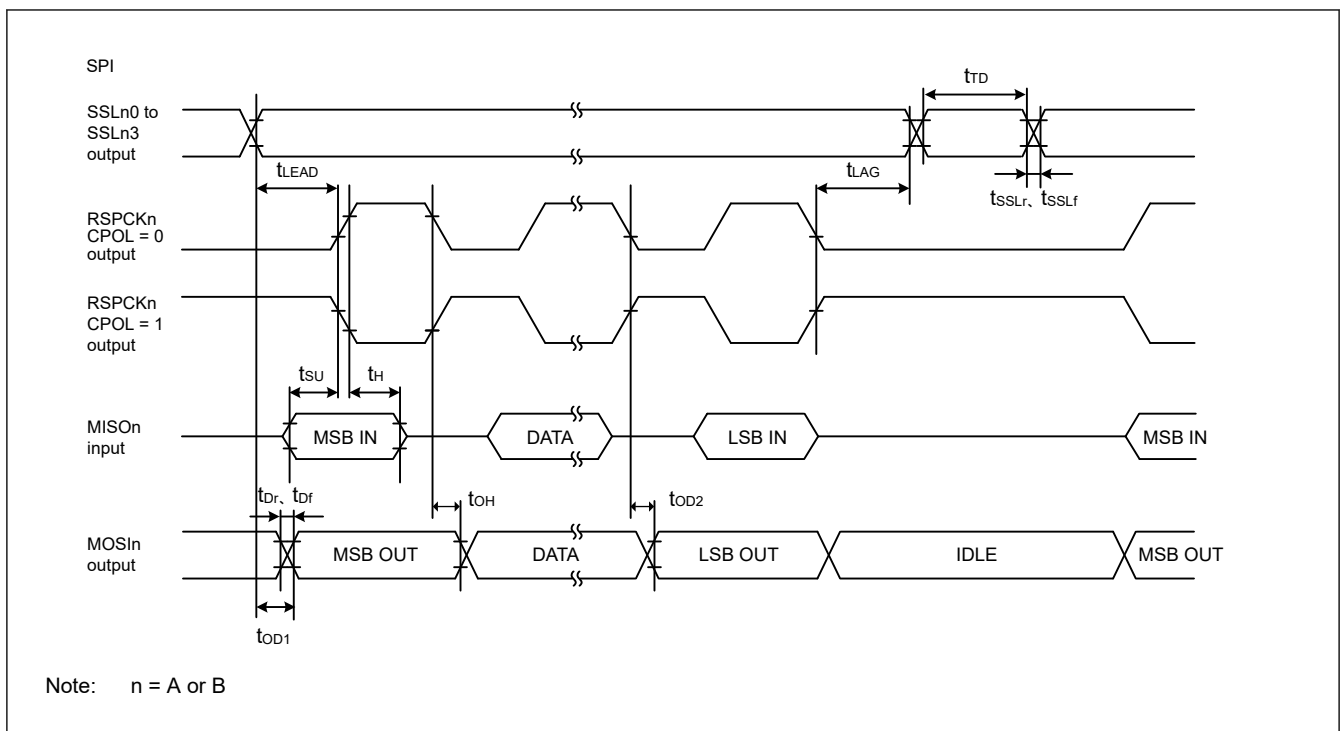 SPI
tTD
SSLn0 to
SSLn3
output
tLEAD
tLAG
tSSLr、tSSLf
RSPCKn
CPOL = 0
output
RSPCKn
CPOL = 1
output
tSU
tH
MISOn
input
MSB IN
DATA
LSB IN
MSB IN
tDr、tDf
tOH
tOD2
MOSIn
output
MSB OUT
DATA
LSB OUT
IDLE
MSB OUT
tOD1
Note: n = A or B